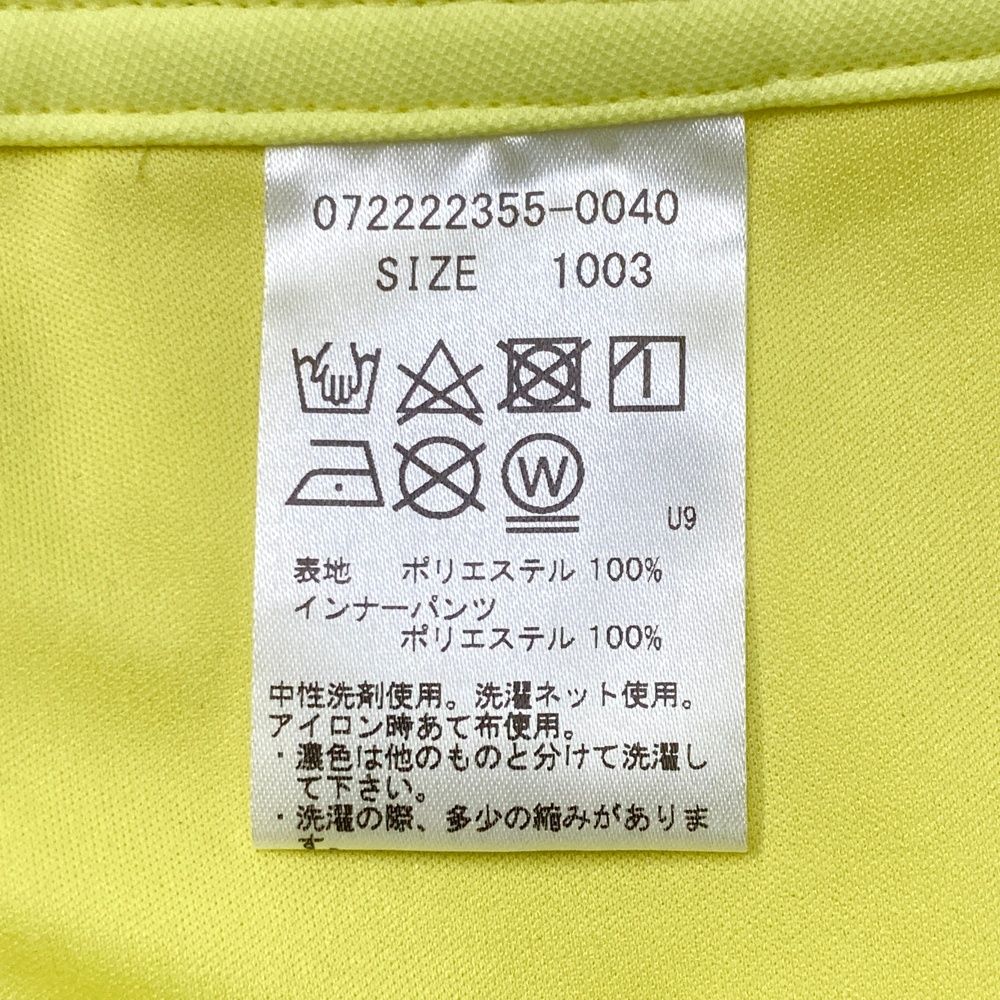 072222355-0040
SIZE 1003
W
U9
表地 ポリエステル 100%
インナーパンツ
ポリエステル 100%
中性洗剤使用。洗濯ネット使用。
アイロン時あて布使用。
・濃色は他のものと分けて洗濯し
て下さい。
・洗濯の際、多少の縮みがありま
す。